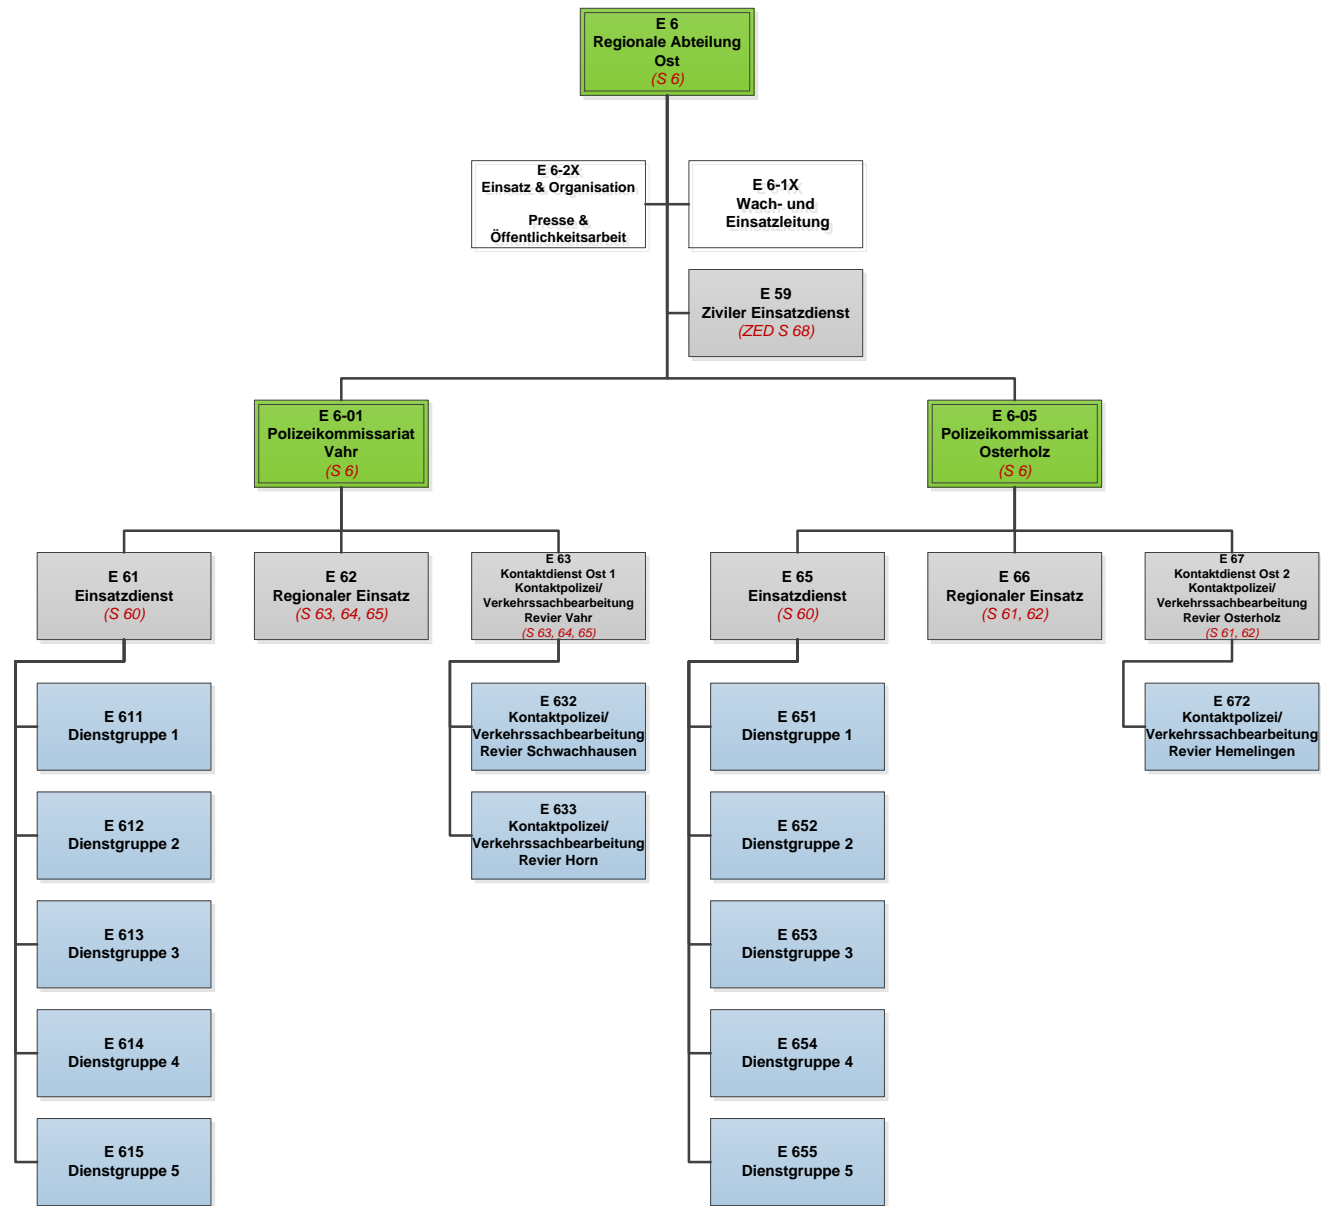 E 6
Regionale Abteilung
Ost
(S 6)
E 6-2X
Einsatz & Organisation
Presse &
Öffentlichkeitsarbeit
E 6-1X
Wach- und
Einsatzleitung
E 59
Ziviler Einsatzdienst
(ZED S 68)
E 6-01
Polizeikommissariat
Vahr
(S 6)
E 6-05
Polizeikommissariat
Osterholz
(S 6)
E 61
Einsatzdienst
(S 60)
E 62
Regionaler Einsatz
(S 63, 64, 65)
E 63
Kontaktdienst Ost 1
Kontaktpolizei/
Verkehrssachbearbeitung
Revier Vahr
(S 63, 64, 65)
E 65
Einsatzdienst
(S 60)
E 66
Regionaler Einsatz
(S 61, 62)
E 67
Kontaktdienst Ost 2
Kontaktpolizei/
Verkehrssachbearbeitung
Revier Osterholz
(S 61, 62)
E 611
Dienstgruppe 1
E 612
Dienstgruppe 2
E 613
Dienstgruppe 3
E 614
Dienstgruppe 4
E 615
Dienstgruppe 5
E 632
Kontaktpolizei/
Verkehrssachbearbeitung
Revier Schwachhausen
E 633
Kontaktpolizei/
Verkehrssachbearbeitung
Revier Horn
E 651
Dienstgruppe 1
E 652
Dienstgruppe 2
E 653
Dienstgruppe 3
E 654
Dienstgruppe 4
E 655
Dienstgruppe 5
E 672
Kontaktpolizei/
Verkehrssachbearbeitung
Revier Hemelingen